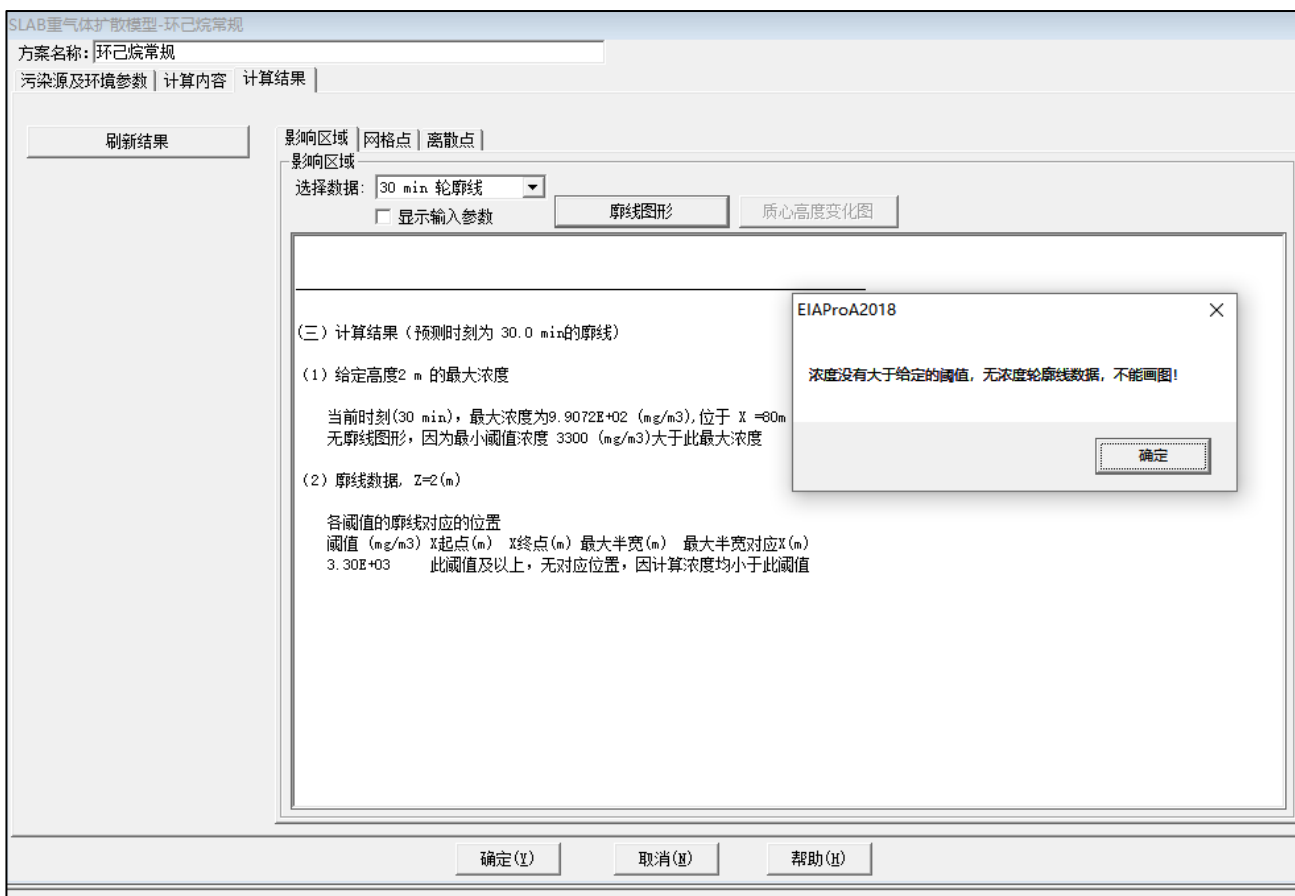 SLAB重气体扩散模型-环己烷常规
方案名称: 环己烷常规
污染源及环境参数 计算内容 计算结果
刷新结果
影响区域 网格点 离散点
影响区域
选择数据: 30 min 轮廓线
显示输入参数 廓线图形 质心高度变化图
(三) 计算结果 (预测时刻为 30.0 min的廓线)
(1) 给定高度2 m 的最大浓度
当前时刻(30 min), 最大浓度为9.9072E+02 (mg/m3), 位于 X =80m
无廓线图形, 因为最小阈值浓度 3300 (mg/m3)大于此最大浓度
(2) 廓线数据, Z=2(m)
各阈值的廓线对应的位置
阈值 (mg/m3) X起点(m) X终点(m) 最大半宽(m) 最大半宽对应X(m)
3.30E+03 此阈值及以上, 无对应位置, 因计算浓度均小于此阈值
EIAProA2018
浓度没有大于给定的阈值, 无浓度轮廓线数据, 不能画图!
确定
确定(Y) 取消(N) 帮助(H)